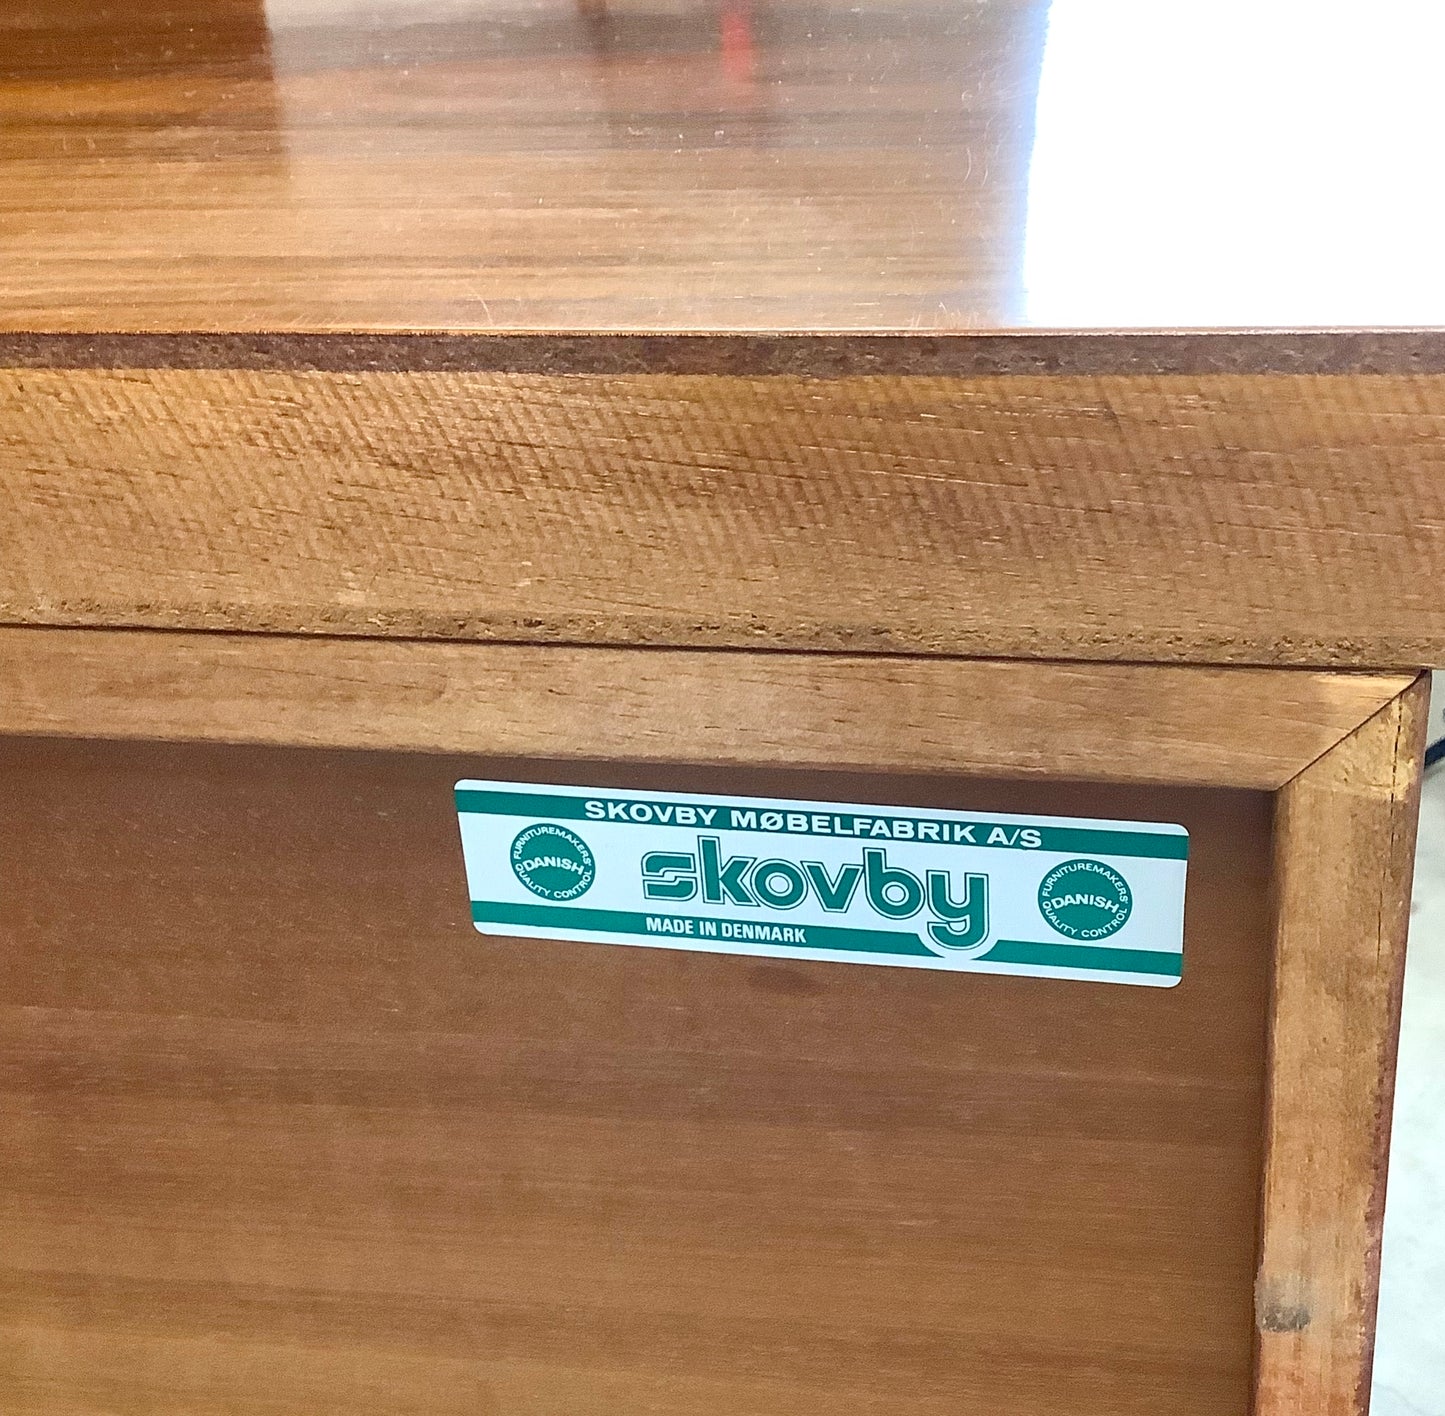 SKOVBY MØBELFABRIK A/S
FURNITUREMAKERS'
DANISH
QUALITY CONTROL
skovby
FURNITUREMAKERS'
DANISH
QUALITY CONTROL
MADE IN DENMARK